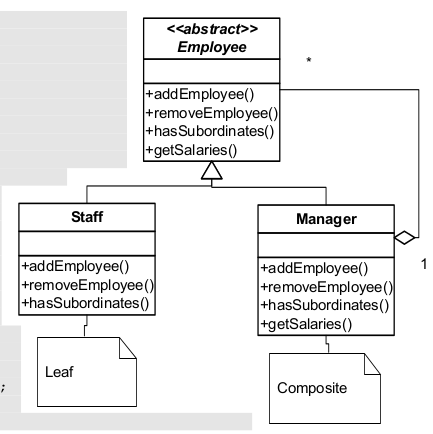 <<abstract>>
Employee
*
+addEmployee()
+removeEmployee()
+hasSubordinates()
+getSalaries()
Staff
+addEmployee()
+removeEmployee()
+hasSubordinates()
Manager
1
+addEmployee()
+removeEmployee()
+hasSubordinates()
+getSalaries()
Leaf
;
Composite